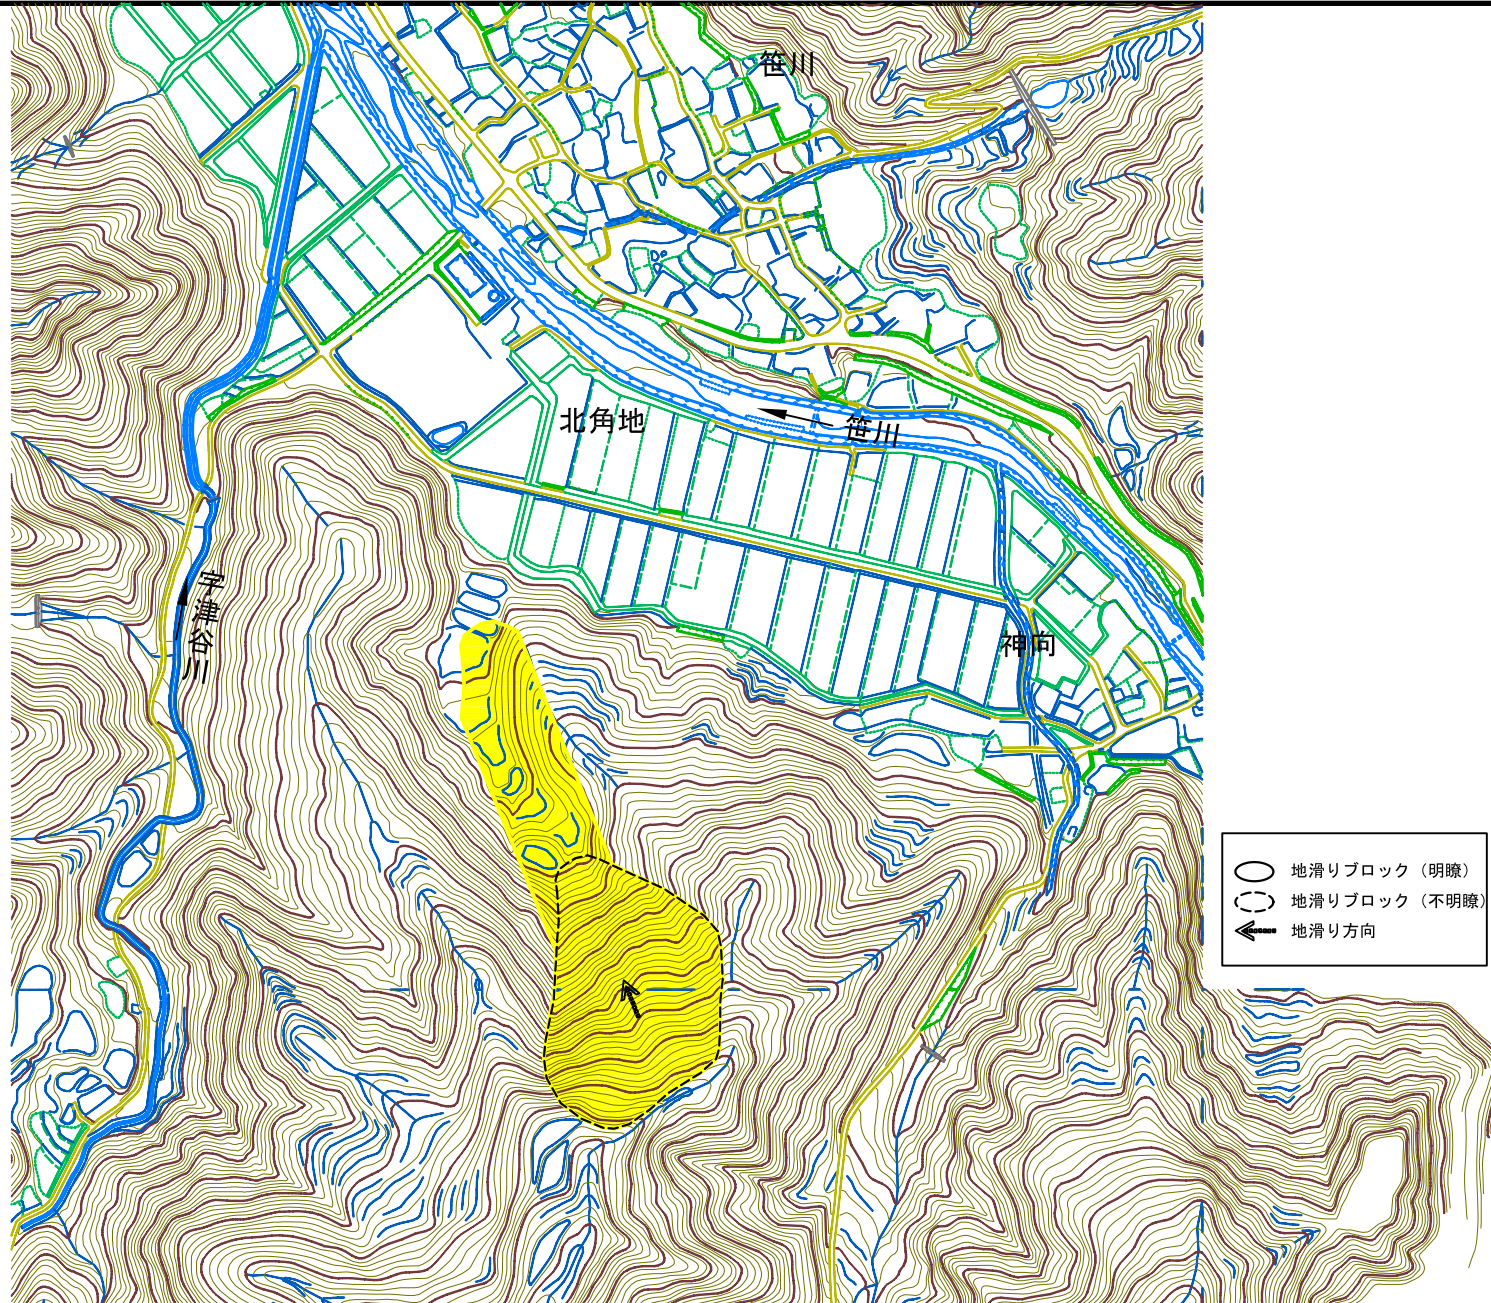 笹川
北角地
笹川
宇津谷川
神向
地滑りブロック（明瞭）
地滑りブロック（不明瞭）
地滑り方向